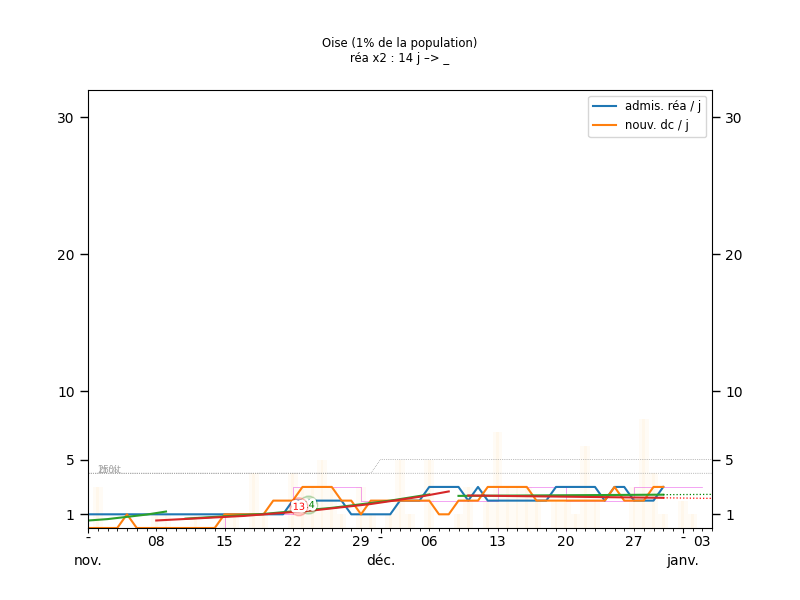 Oise (1% de la population)
réa x2 : 14 j –> _
admis. réa / j
nouv. dc / j
30 30
20 20
10 10
5 5
1 1
13
- 08 15 22 29 - 06 13 20 27 - 03
nov. déc. janv.